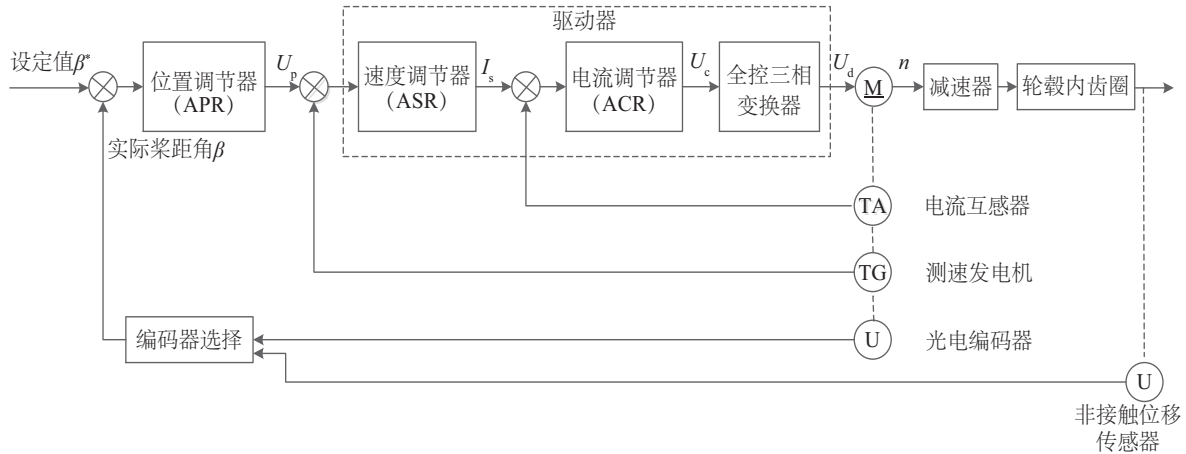 驱动器
设定值β*
位置调节器
(APR)
U_p
速度调节器
(ASR)
I_s
电流调节器
(ACR)
U_c
全控三相
变换器
U_d
M
n
减速器
轮毂内齿圈
实际桨距角β
TA
电流互感器
TG
测速发电机
编码器选择
U
光电编码器
U
非接触位移
传感器